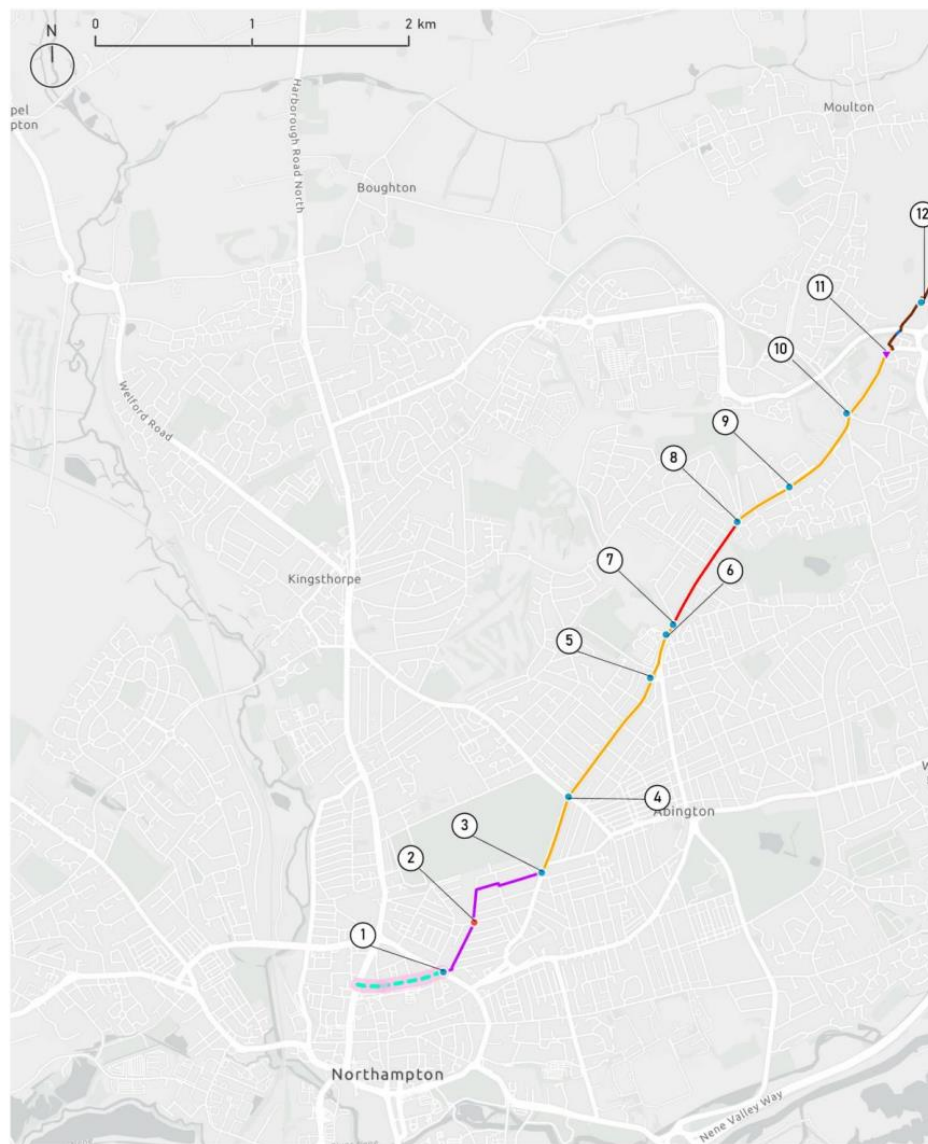 0 1 2 km
N
pel
pton
Harborough Road North
Moulton
Boughton
12
11
10
Welford Road
9
8
Kingsthorpe
7
6
5
4
3
Abington
W
2
1
Northampton
Nene Valley Way